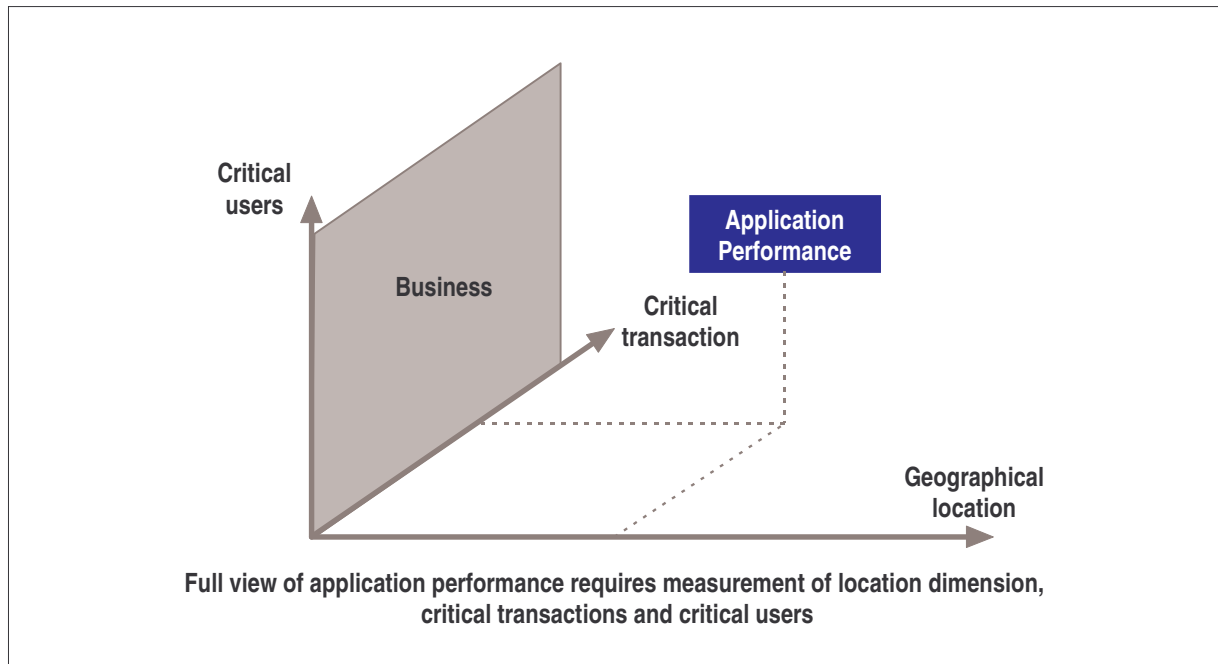 Critical
users
Application
Performance
Business
Critical
transaction
Geographical
location
Full view of application performance requires measurement of location dimension,
critical transactions and critical users